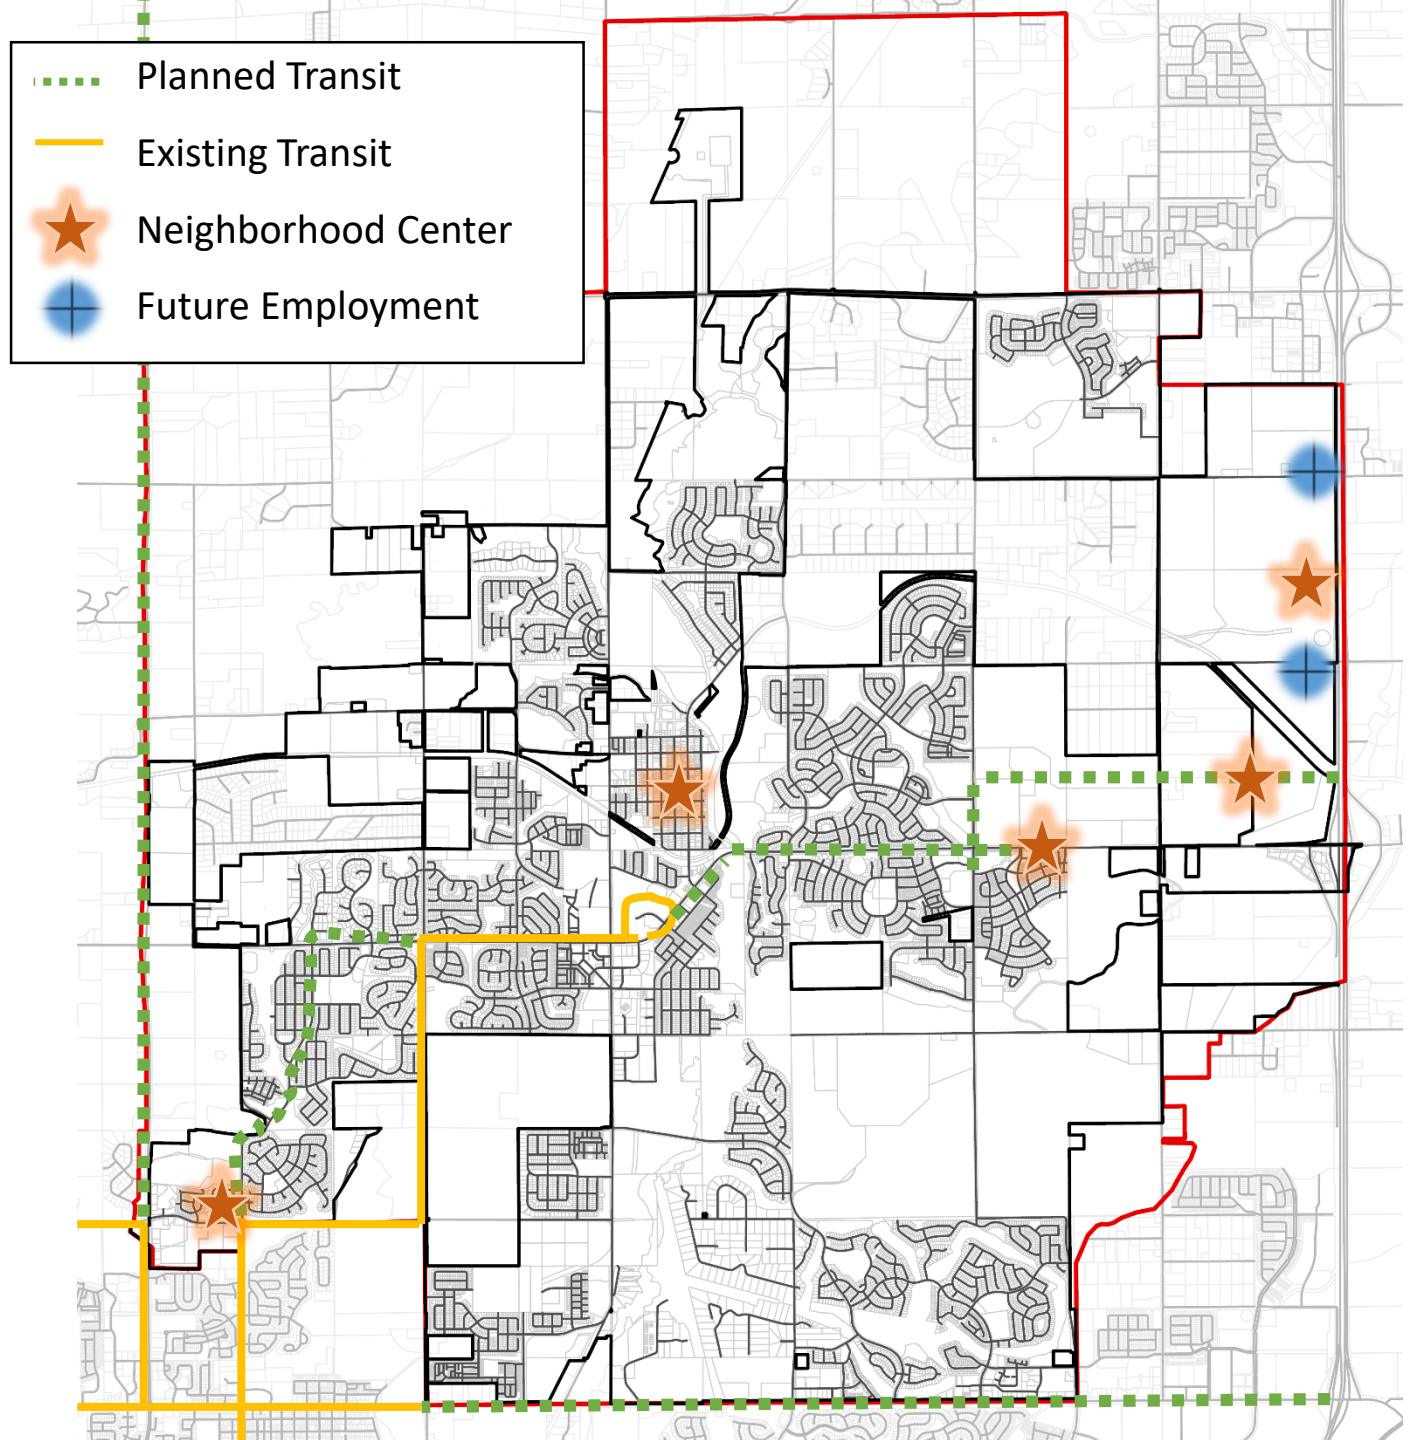 Planned Transit
Existing Transit
Neighborhood Center
Future Employment